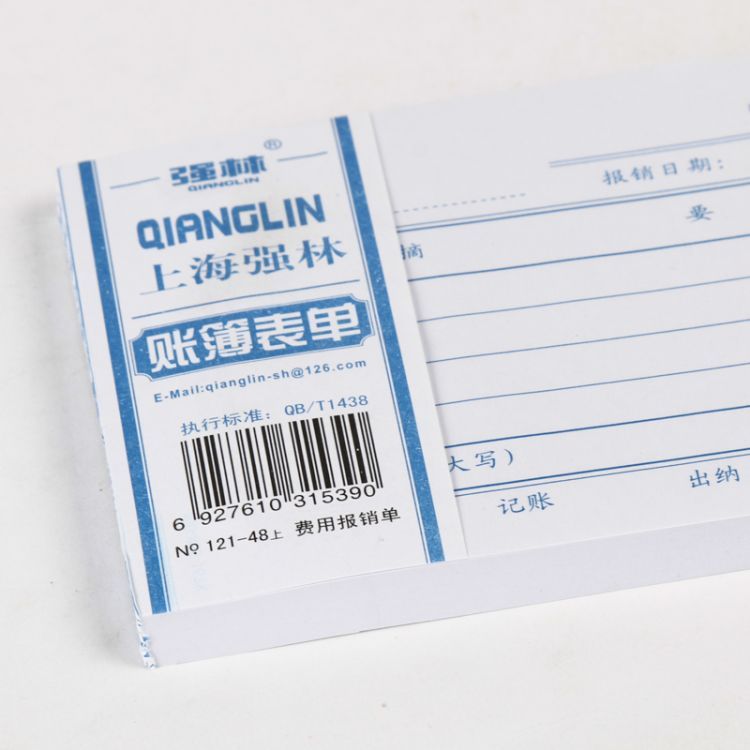 强林®
QIANGLIN
QIANGLIN
上海强林
账簿表单
E-Mail:qianglin-sh@126.com
执行标准: QB/T1438
6 927610 315390
№ 121-48上 费用报销单
报销日期:
摘 要
大写)
记账 出纳